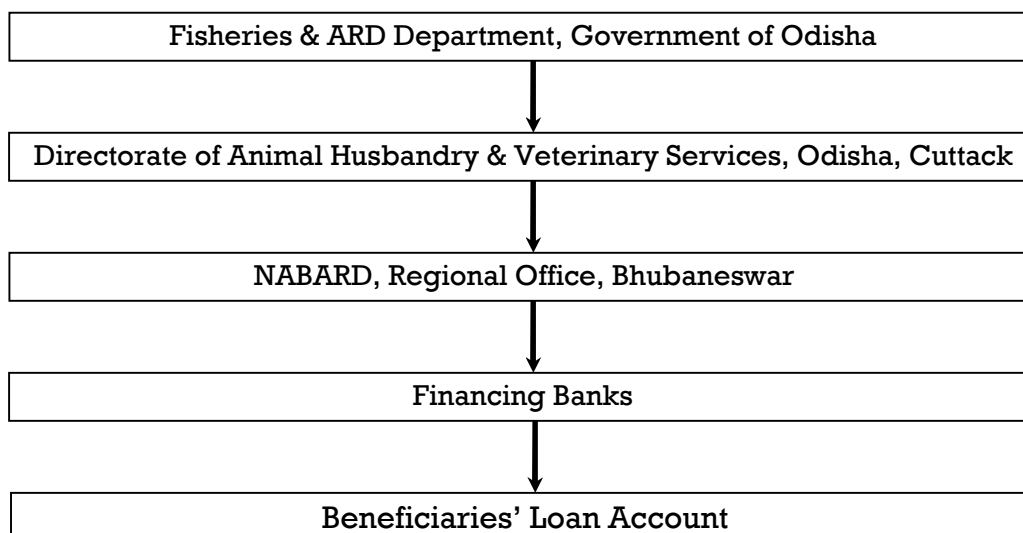 Fisheries & ARD Department, Government of Odisha
Directorate of Animal Husbandry & Veterinary Services, Odisha, Cuttack
NABARD, Regional Office, Bhubaneswar
Financing Banks
Beneficiaries’ Loan Account